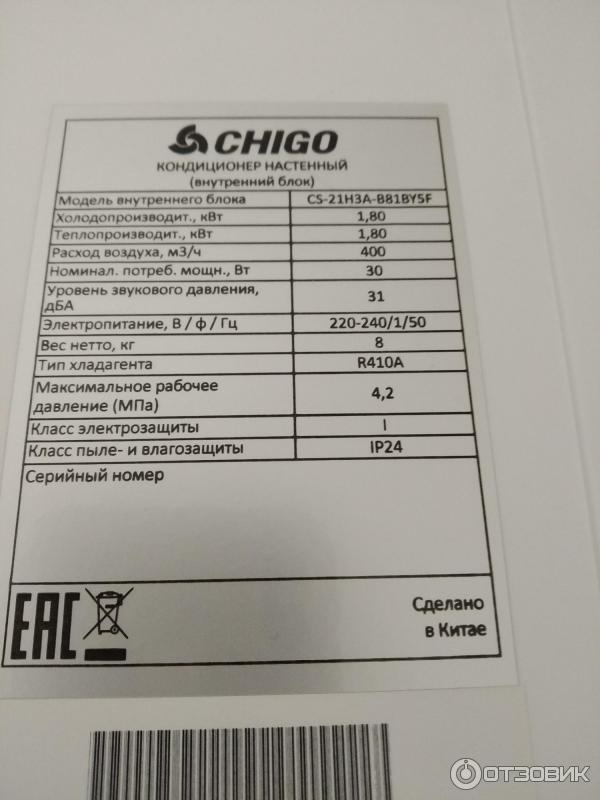 CHIGO
КОНДИЦИОНЕР НАСТЕННЫЙ
(внутренний блок)
Модель внутреннего блока CS-21H3A-B81BY5F
Холодопроизводит., кВт 1,80
Теплопроизводит., кВт 1,80
Расход воздуха, м3/ч 400
Номинал. потреб. мощн., Вт 30
Уровень звукового давления,
дБА 31
Электропитание, В / ф / Гц 220-240/1/50
Вес нетто, кг 8
Тип хладагента R410A
Максимальное рабочее
давление (МПа) 4,2
Класс электрозащиты I
Класс пыле- и влагозащиты IP24
Серийный номер
EAC
Сделано
в Китае
ОТЗОВИК